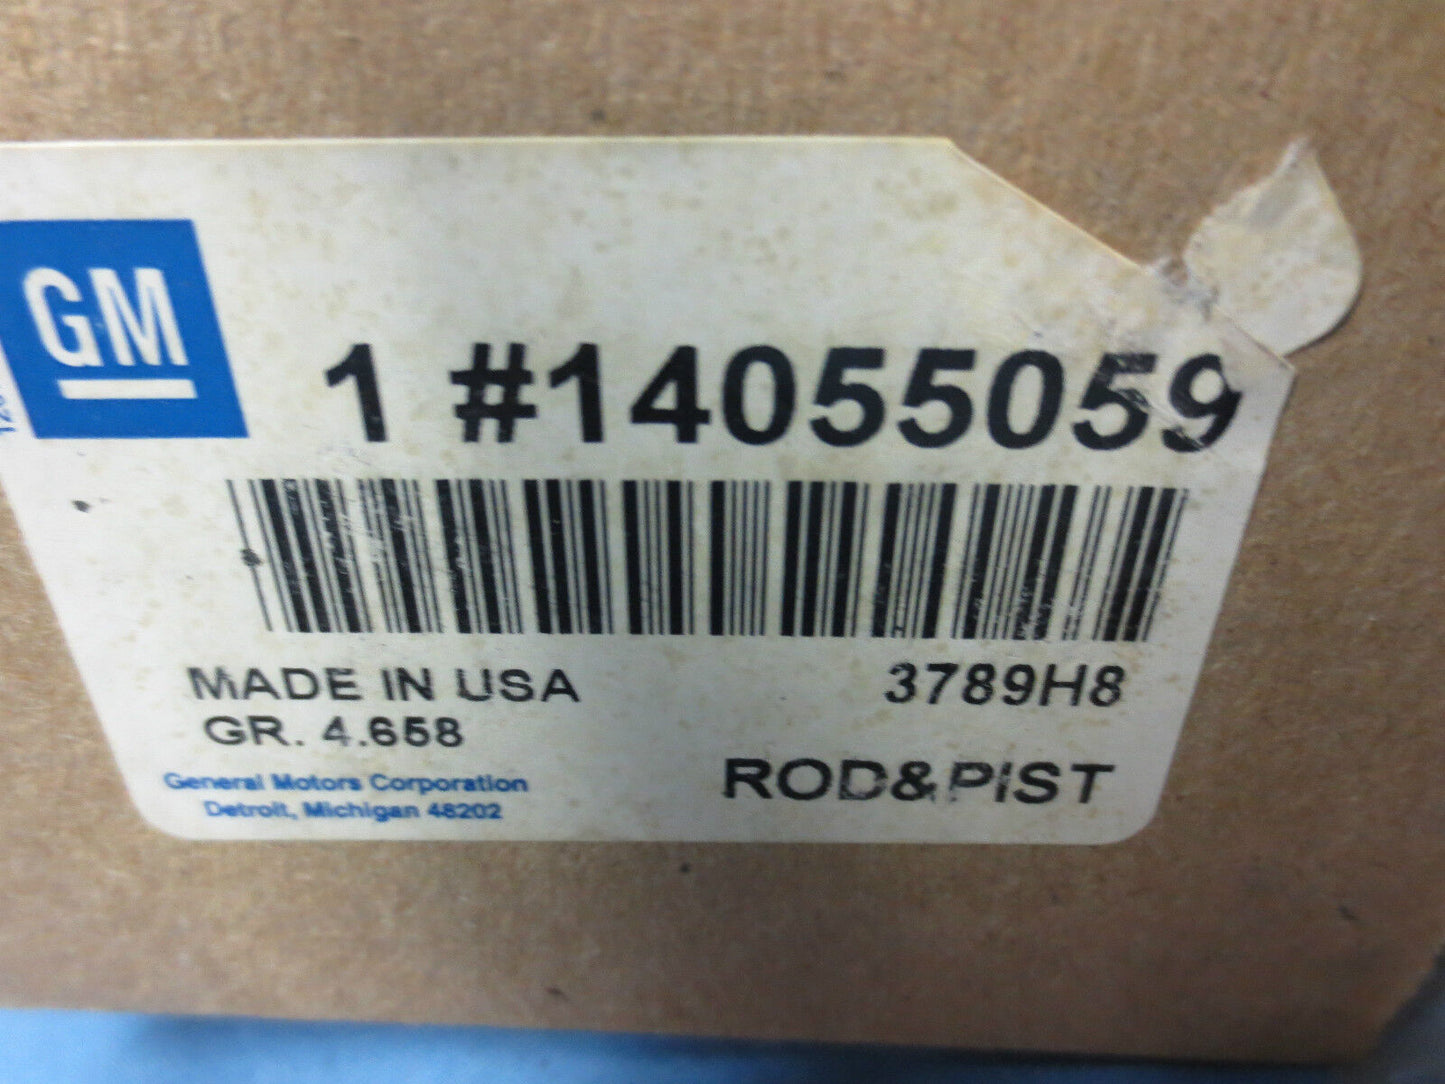 GM
1 #14055059
MADE IN USA
3789H8
GR. 4.658
ROD&PIST
General Motors Corporation
Detroit, Michigan 48202